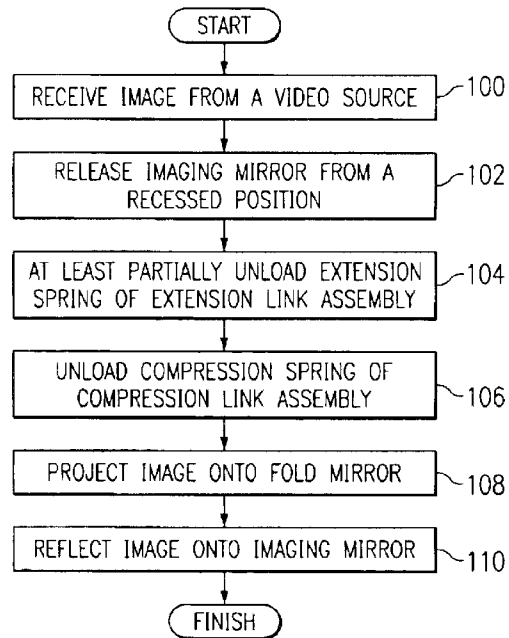 START
RECEIVE IMAGE FROM A VIDEO SOURCE
100
RELEASE IMAGING MIRROR FROM A
RECESSED POSITION
102
AT LEAST PARTIALLY UNLOAD EXTENSION
SPRING OF EXTENSION LINK ASSEMBLY
104
UNLOAD COMPRESSION SPRING OF
COMPRESSION LINK ASSEMBLY
106
PROJECT IMAGE ONTO FOLD MIRROR
108
REFLECT IMAGE ONTO IMAGING MIRROR
110
FINISH